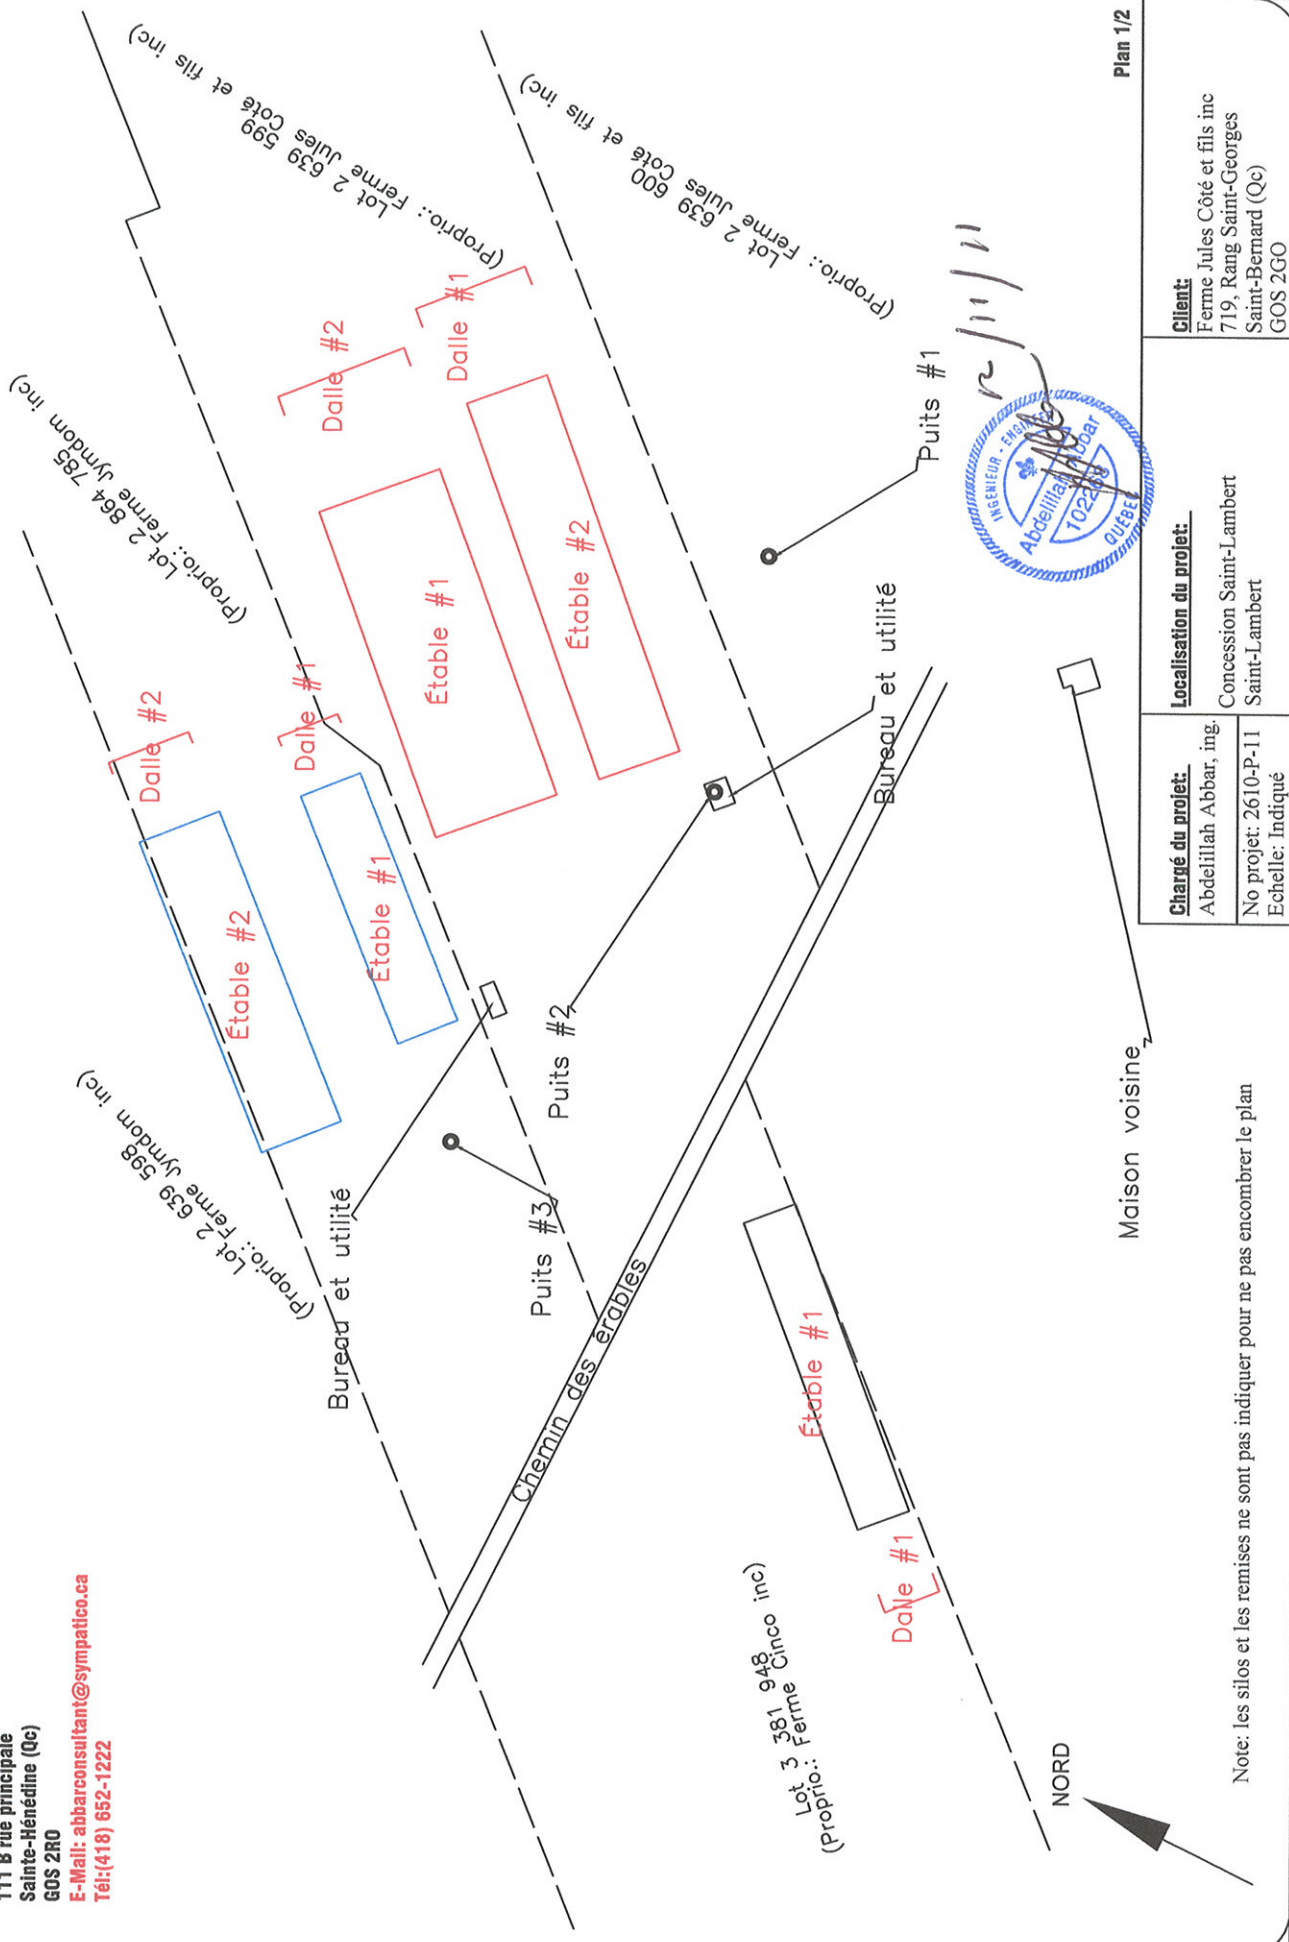 111 B rue principale
Sainte-Hénédine (Qc)
GOS 2RO
E-Mail: abbarconsultant@sympatico.ca
Tél:(418) 652-1222
Lot 2 639 598
(Proprio.: Ferme Jymdom inc)
Lot 2 864 785
(Proprio.: Ferme Jymdom inc)
Lot 2 639 599
(Proprio.: Ferme Jules Coté et fils inc)
Lot 2 639 600
(Proprio.: Ferme Jules Coté et fils inc)
Dalle #2
Dalle #1
Étable #2
Étable #1
Dalle #2
Dalle #1
Étable #1
Étable #2
Bureau et utilité
Puits #3
Puits #2
Puits #1
Bureau et utilité
Chemin des érables
Étable #1
Dalle #1
Lot 3 381 948
(Proprio.: Ferme Cinco inc)
Maison voisine
NORD
Note: les silos et les remises ne sont pas indiquer pour ne pas encombrer le plan
INGÉNIEUR - ENGINEER
Abdelillah Abbar
QUÉBEC
Plan 1/2
Chargé du projet:
Abdelillah Abbar, ing.
No projet: 2610-P-11
Echelle: Indiqué
Localisation du projet:
Concession Saint-Lambert
Saint-Lambert
Client:
Ferme Jules Côté et fils inc
719, Rang Saint-Georges
Saint-Bernard (Qc)
GOS 2GO